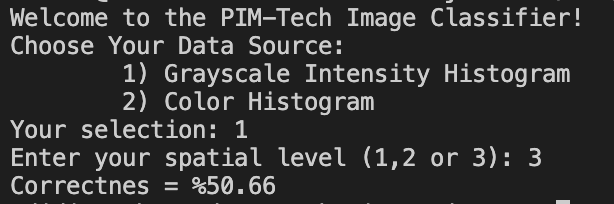 Welcome to the PIM-Tech Image Classifier!
Choose Your Data Source:
1) Grayscale Intensity Histogram
2) Color Histogram
Your selection: 1
Enter your spatial level (1,2 or 3): 3
Correctnes = %50.66